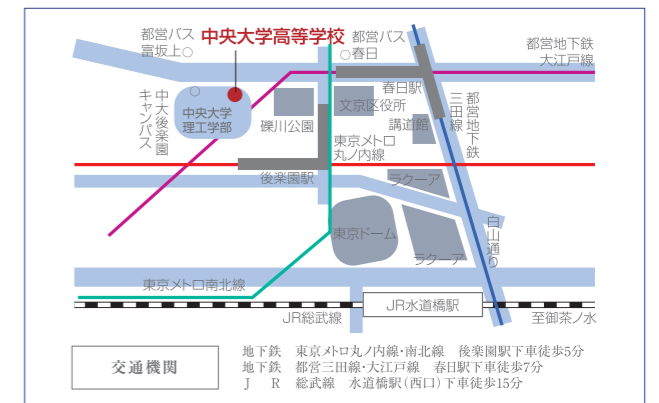 都営バス
富坂上
中央大学高等学校
都営バス
春日
都営地下鉄
大江戸線
春日駅
中大後楽園
キャンパス
中央大学
理工学部
礫川公園
文京区役所
講道館
都営地下鉄
三田線
東京メトロ
丸ノ内線
後楽園駅
ラクーア
東京ドーム
白山通り
ラクーア
東京メトロ南北線
JR水道橋駅
JR総武線
至御茶ノ水
交通機関
地下鉄 東京メトロ丸ノ内線・南北線 後楽園駅下車徒歩5分
地下鉄 都営三田線・大江戸線 春日駅下車徒歩7分
J R 総武線 水道橋駅(西口)下車徒歩15分